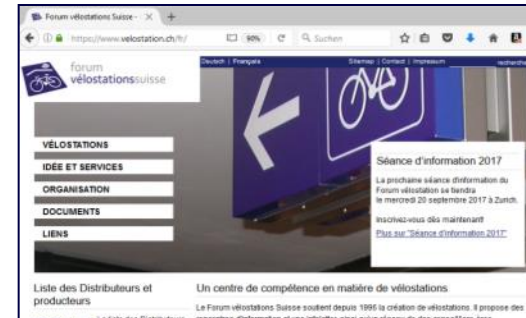 Forum vélostations Suisse -
https://www.velostation.ch/fr/
90%
Suchen
forum
vélostationssuisse
Deutsch | Français
Sitemap | Contact | Impressum
recherche
VÉLOSTATIONS
IDÉE ET SERVICES
ORGANISATION
DOCUMENTS
LIENS
Séance d'information 2017
La prochaine séance d'information du
Forum vélostation se tiendra
le mercredi 20 septembre 2017 à Zurich.
Inscrivez-vous dès maintenant!
Plus sur "Séance d'information 2017"
Liste des Distributeurs et
producteurs
Un centre de compétence en matière de vélostations
Le Forum vélostations Suisse soutient depuis 1995 la création de vélostations. Il propose des